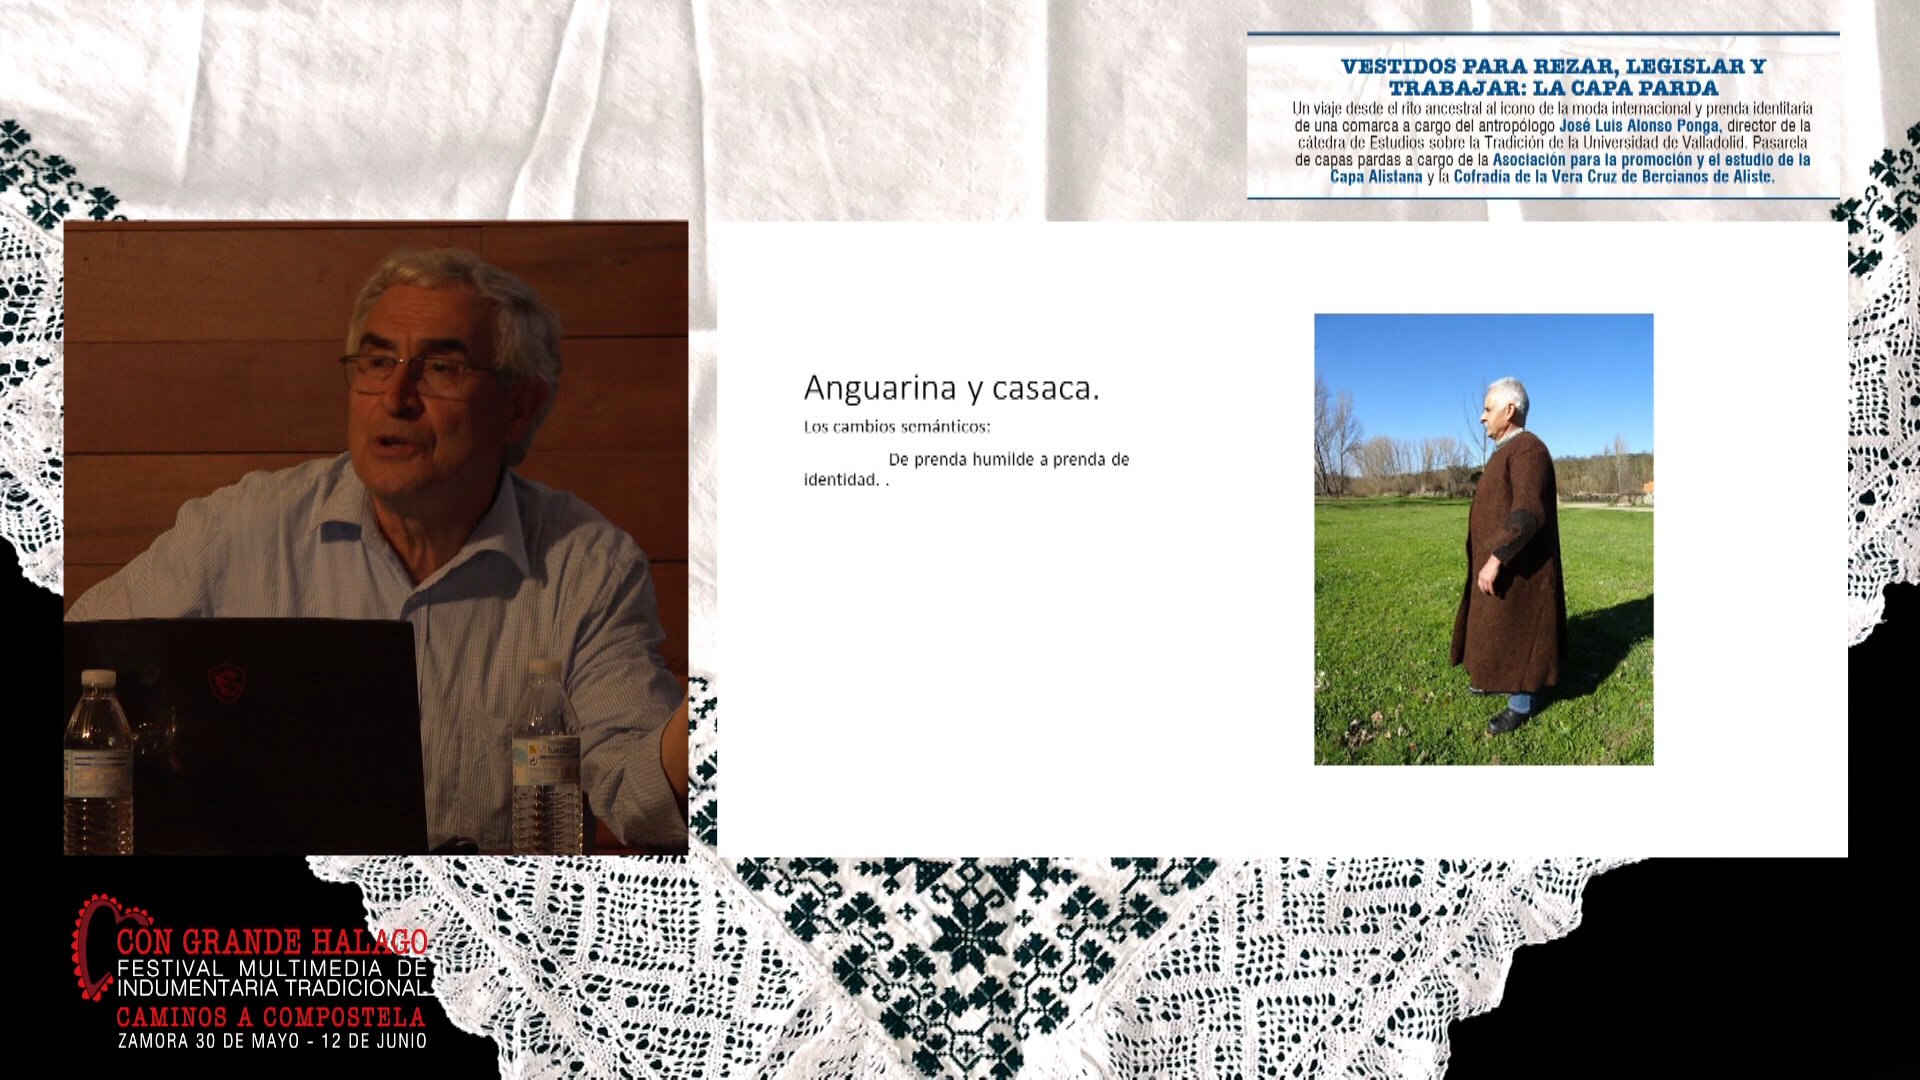 VESTIDOS PARA REZAR, LEGISLAR Y
TRABAJAR: LA CAPA PARDA
Un viaje desde el rito ancestral al icono de la moda internacional y prenda identitaria
de una comarca a cargo del antropólogo José Luis Alonso Ponga, director de la
cátedra de Estudios sobre la Tradición de la Universidad de Valladolid. Pasarela
de capas pardas a cargo de la Asociación para la promoción y el estudio de la
Capa Alistana y la Cofradía de la Vera Cruz de Bercianos de Aliste.
Anguarina y casaca.
Los cambios semánticos:
De prenda humilde a prenda de
identidad. .
CON GRANDE HALAGO
FESTIVAL MULTIMEDIA DE
INDUMENTARIA TRADICIONAL
CAMINOS A COMPOSTELA
ZAMORA 30 DE MAYO - 12 DE JUNIO